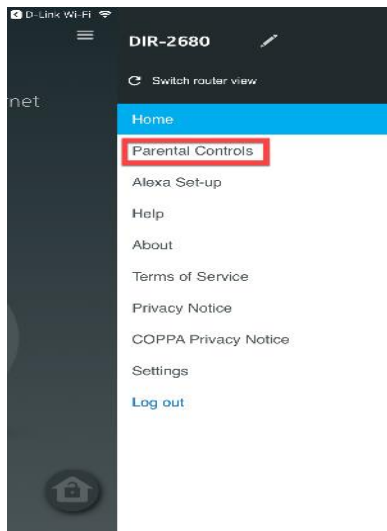 D-Link Wi-Fi
DIR-2680
Switch router view
net
Home
Parental Controls
Alexa Set-up
Help
About
Terms of Service
Privacy Notice
COPPA Privacy Notice
Settings
Log out